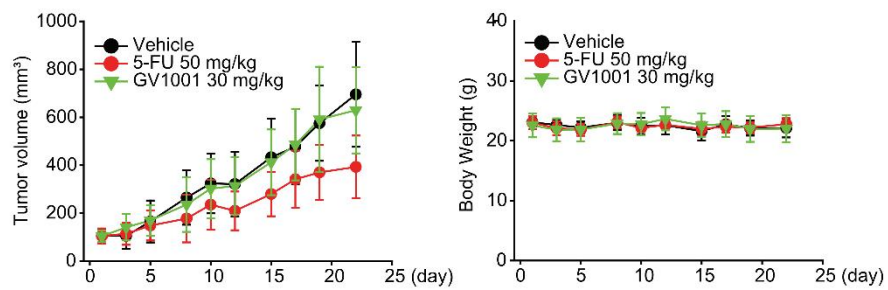 1000
800
600
400
200
0
Tumor volume (mm³)
Vehicle
5-FU 50 mg/kg
GV1001 30 mg/kg
0 5 10 15 20 25 (day)
40
30
20
10
0
Body Weight (g)
Vehicle
5-FU 50 mg/kg
GV1001 30 mg/kg
0 5 10 15 20 25 (day)